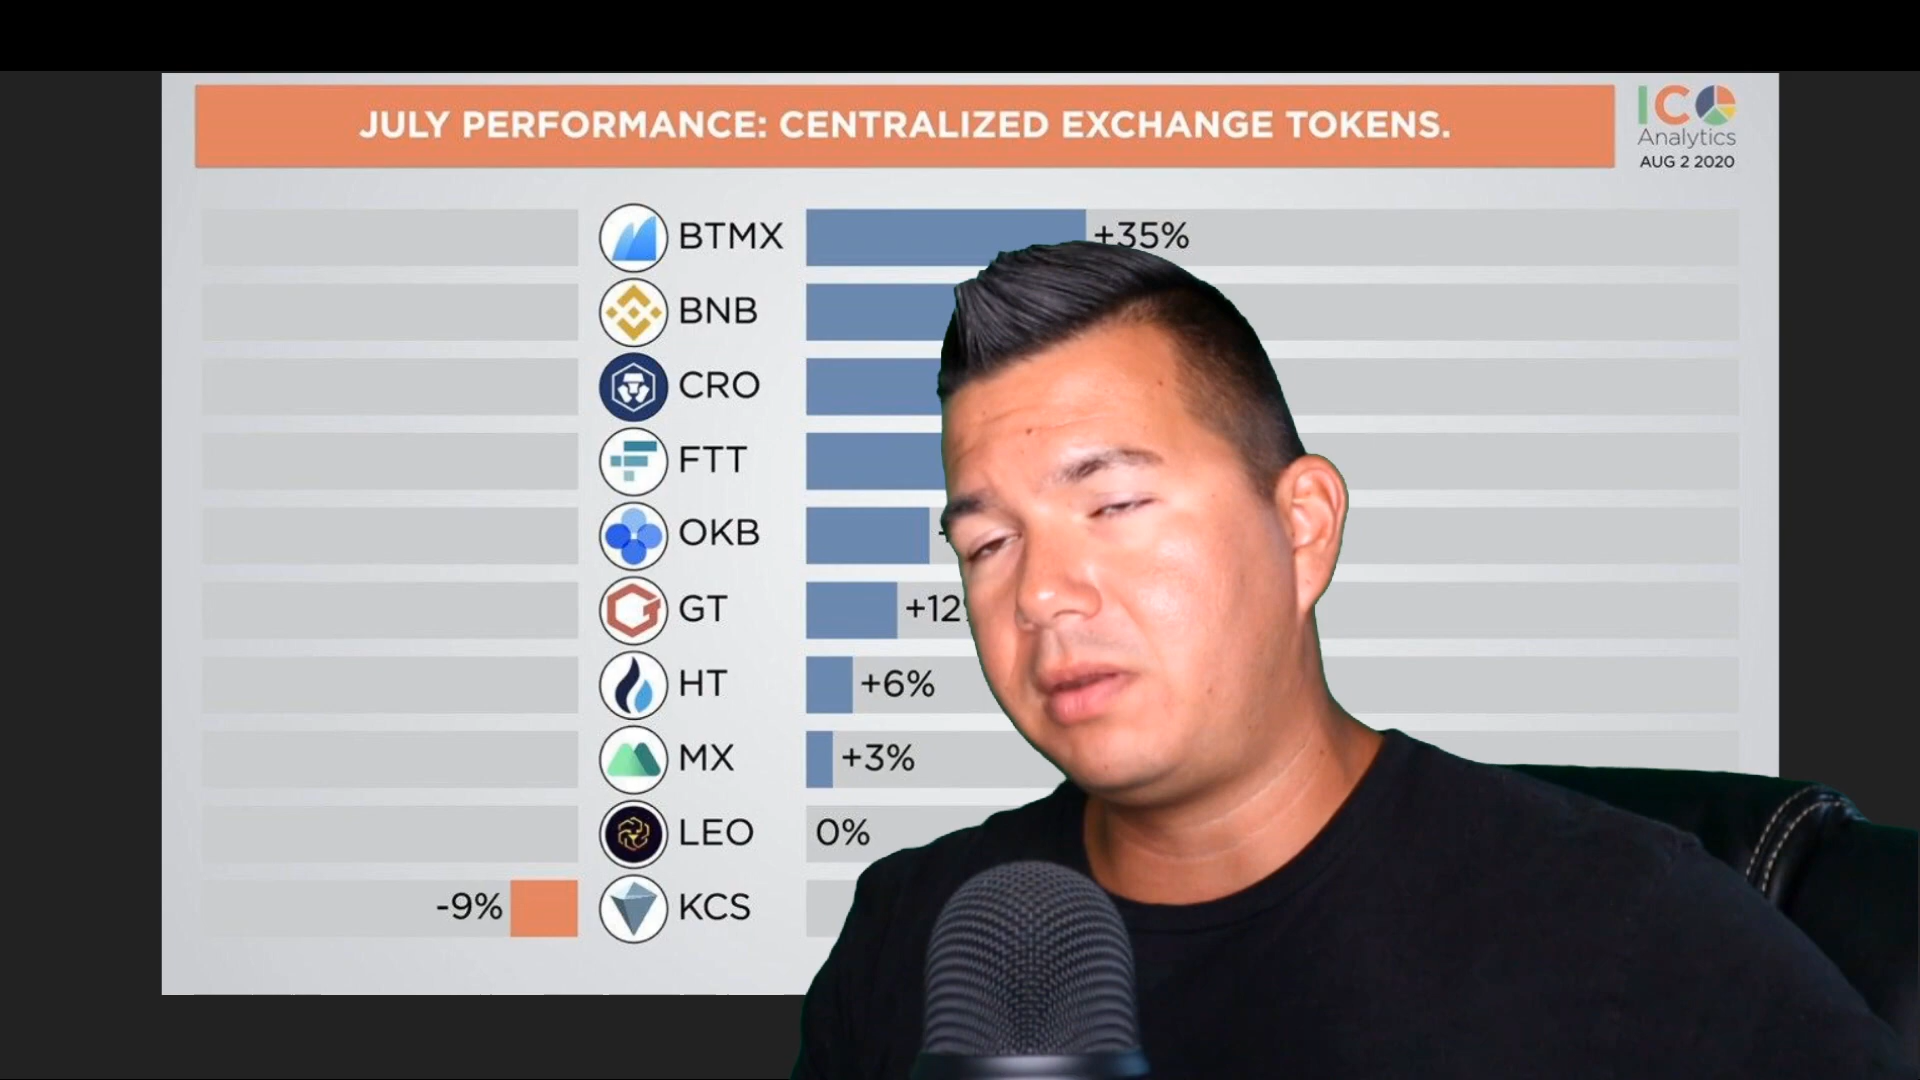 JULY PERFORMANCE: CENTRALIZED EXCHANGE TOKENS.
ICO
Analytics
AUG 2 2020
BTMX +35%
BNB
CRO
FTT
OKB
GT +12
HT +6%
MX +3%
LEO 0%
-9% KCS